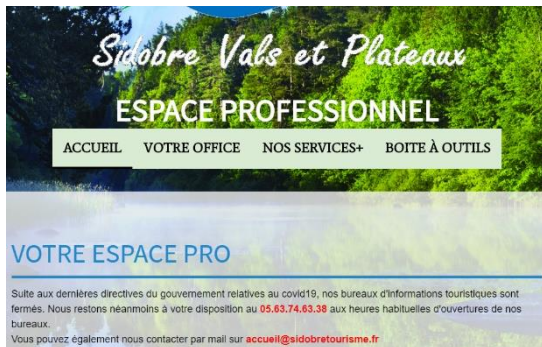 Sidobre Vals et Plateaux
ESPACE PROFESSIONNEL
ACCUEIL VOTRE OFFICE NOS SERVICES+ BOITE À OUTILS
VOTRE ESPACE PRO
Suite aux dernières directives du gouvernement relatives au covid19, nos bureaux d'informations touristiques sont
fermés. Nous restons néanmoins à votre disposition au 05.63.74.63.38 aux heures habituelles d'ouvertures de nos
bureaux.
Vous pouvez également nous contacter par mail sur accueil@sidobretourisme.fr